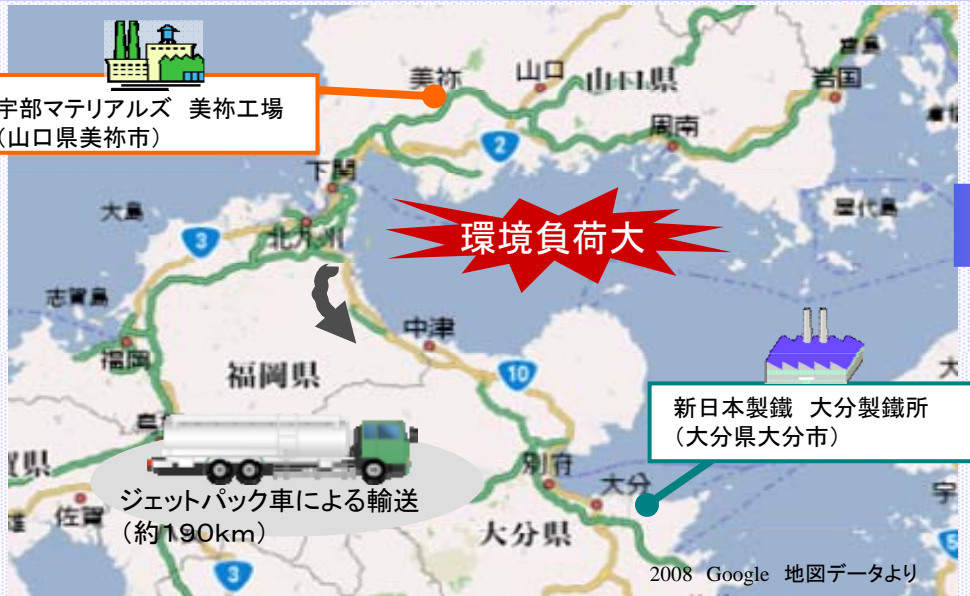 宇部マテリアルズ 美祢工場
(山口県美祢市)
美祢
山口
山口県
岩国
周南
2
下関
大島
3
北九州
環境負荷大
屋代島
志賀島
中津
福岡
福岡県
10
新日本製鐵 大分製鐵所
(大分県大分市)
別府
大分
ジェットパック車による輸送
(約190km)
佐賀
大分県
3
2008 Google 地図データより